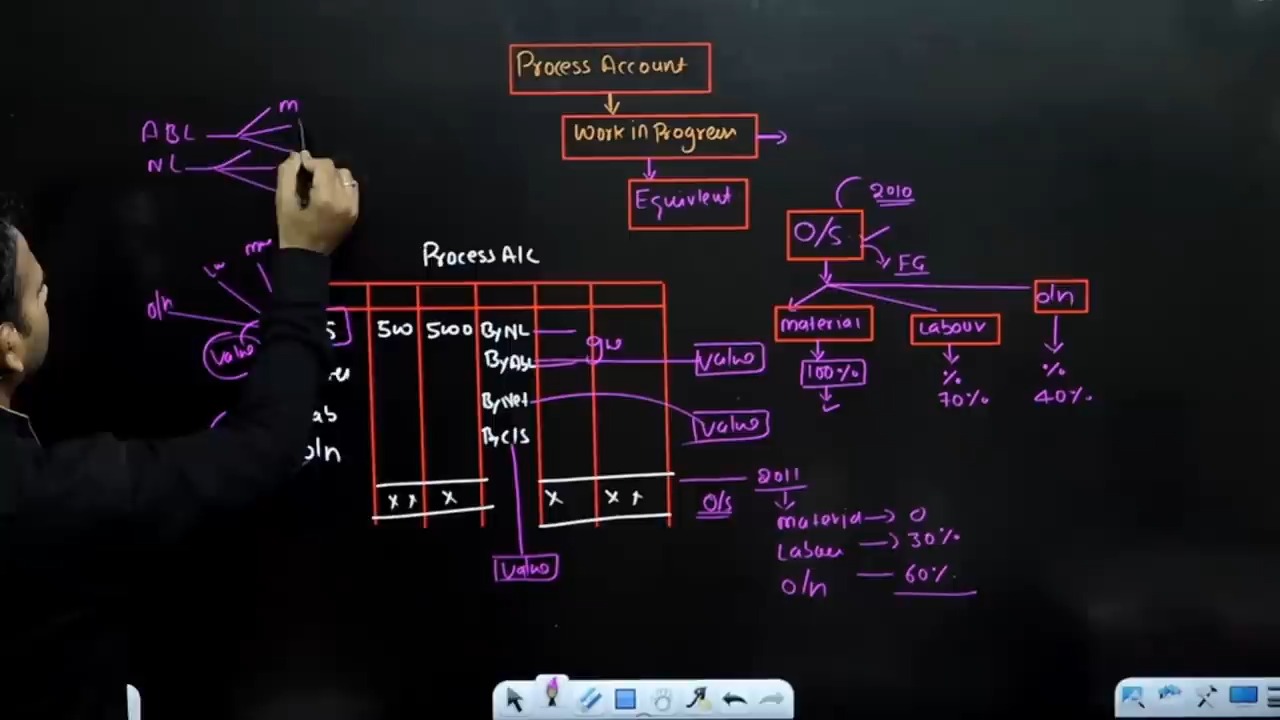 Process Account
Work in Progress
Equivlent
ABL
m
NL
2010
O/S
FG
Process A/C
o/h
Material
Labour
o/h
100%
%
70%
%
40%
S
500
5000
By NL
By ABL
900
Value
Value
By Net
Value
ab
o/h
By C/S
x x
x
x
x x
2011
O/S
Material → 0
Labour → 30%
O/h — 60%
Value